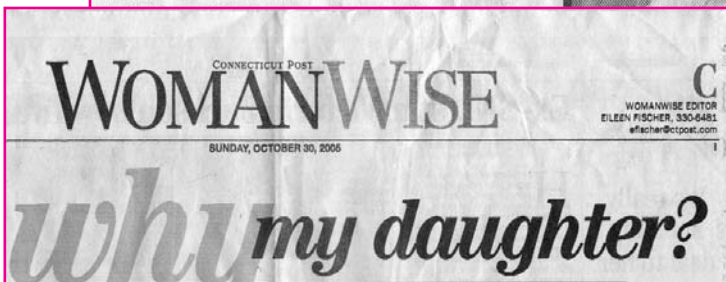 CONNECTICUT POST
WOMANWISE
C
WOMANWISE EDITOR
EILEEN FISCHER, 330-6481
efischer@ctpost.com
SUNDAY, OCTOBER 30, 2005
why my daughter?